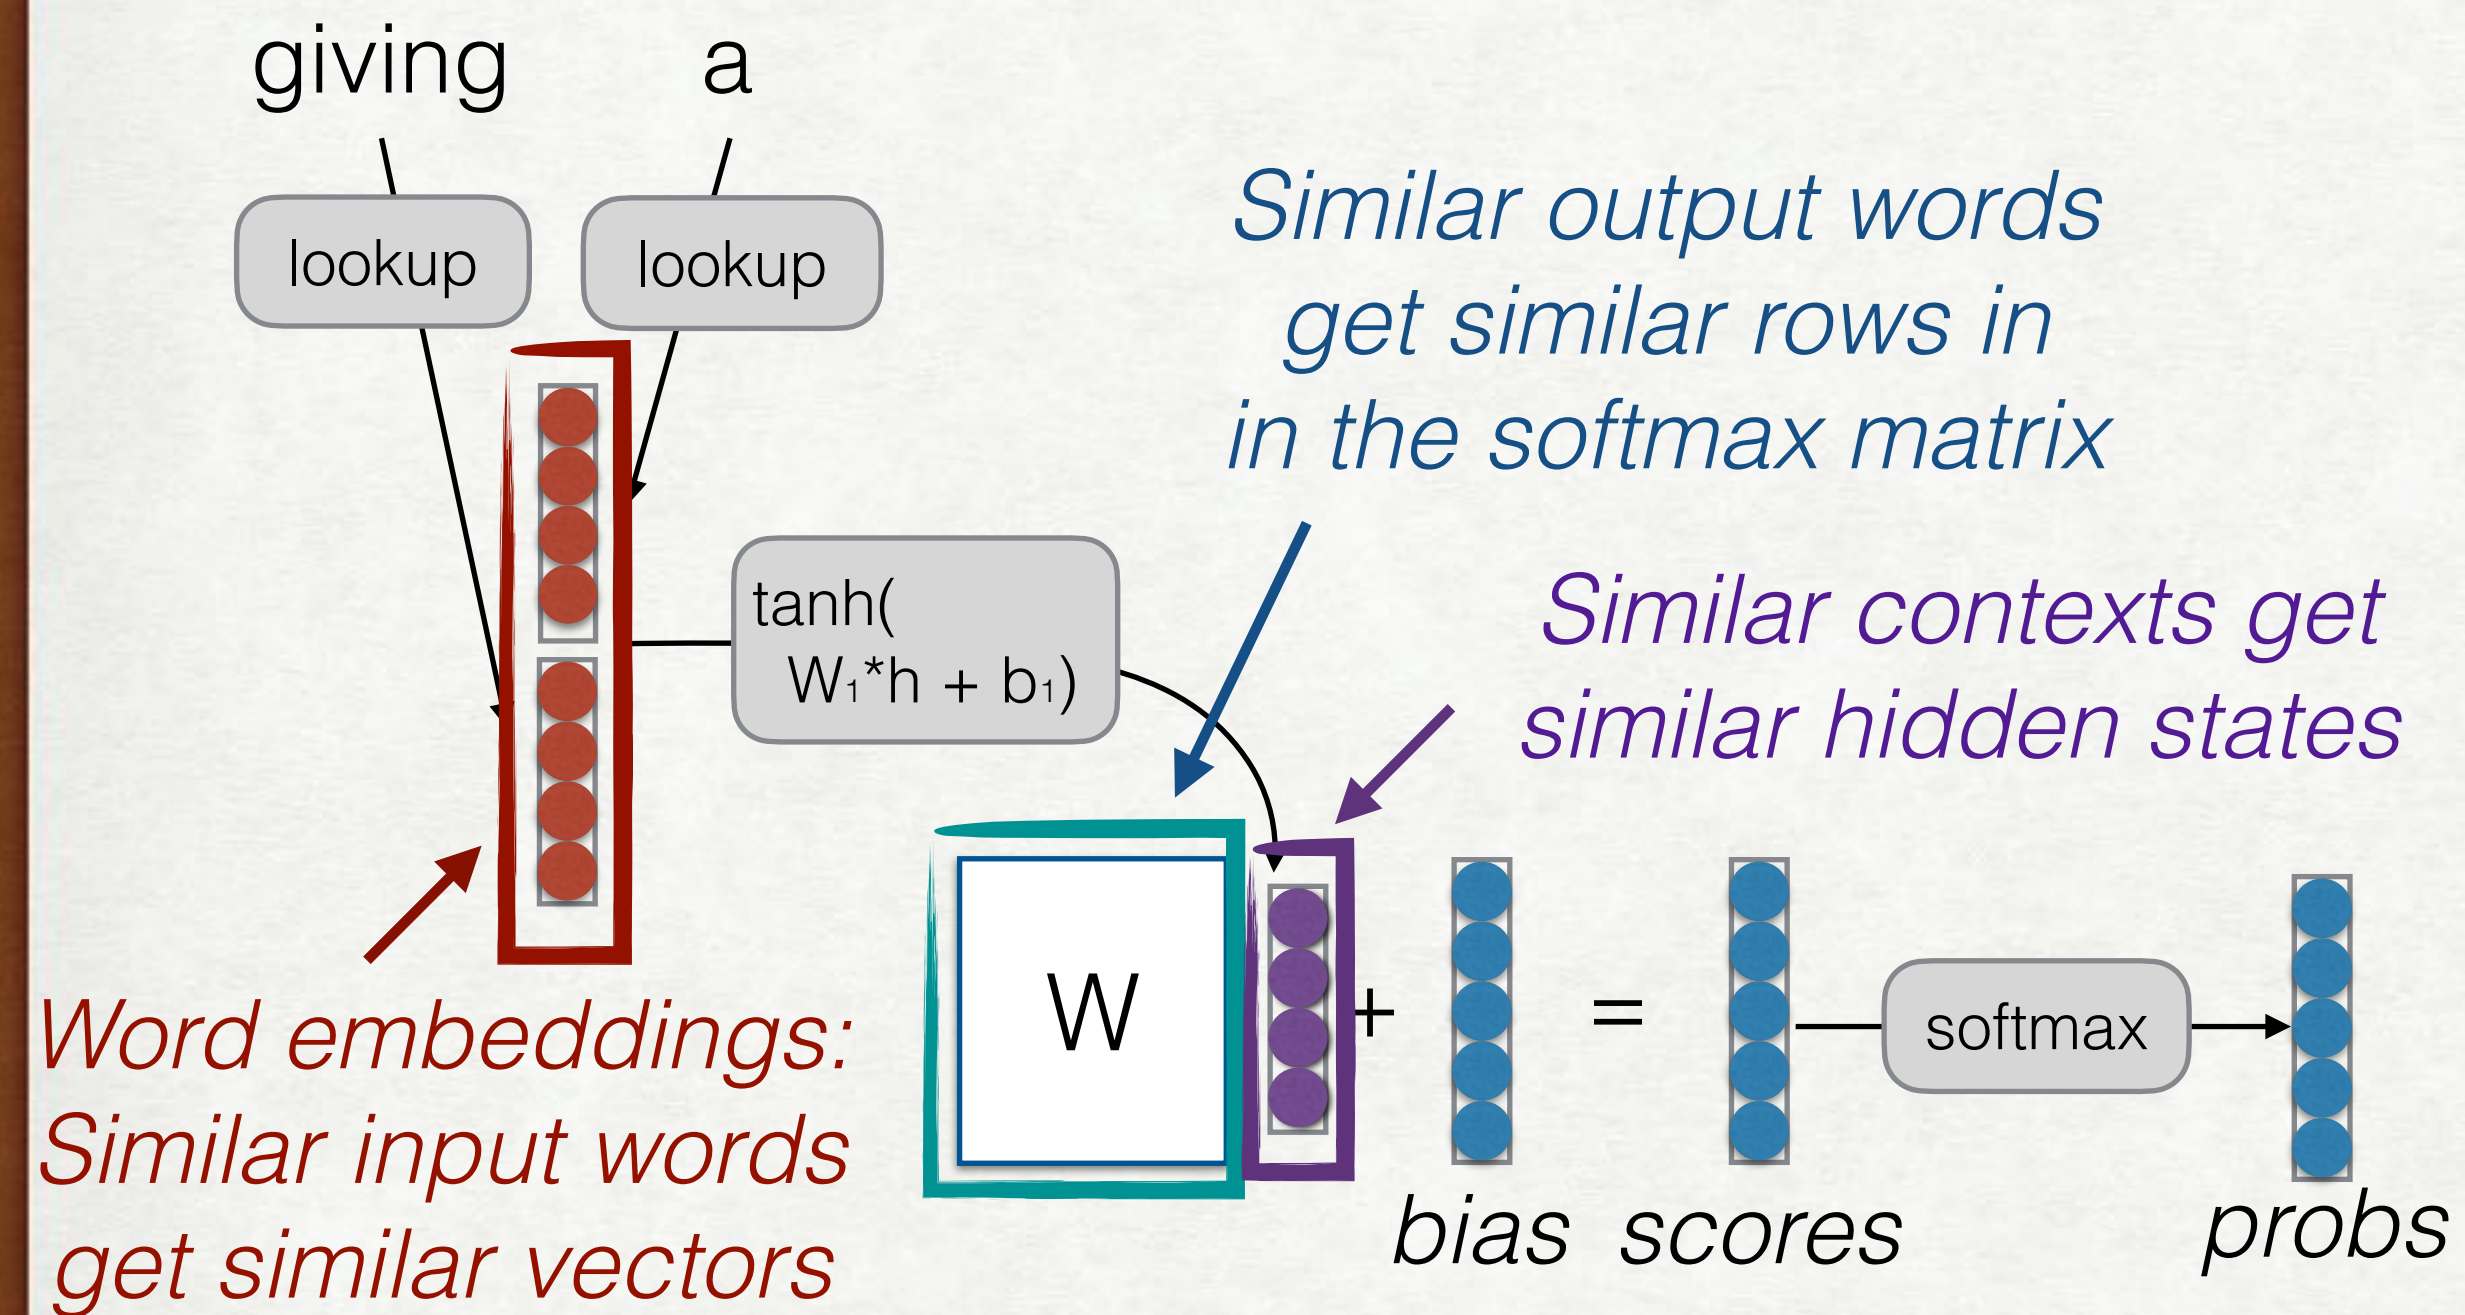 giving a
lookup lookup
Similar output words
get similar rows in
in the softmax matrix
tanh(
W₁*h + b₁)
Similar contexts get
similar hidden states
W + =
softmax
Word embeddings:
Similar input words
get similar vectors
bias scores probs